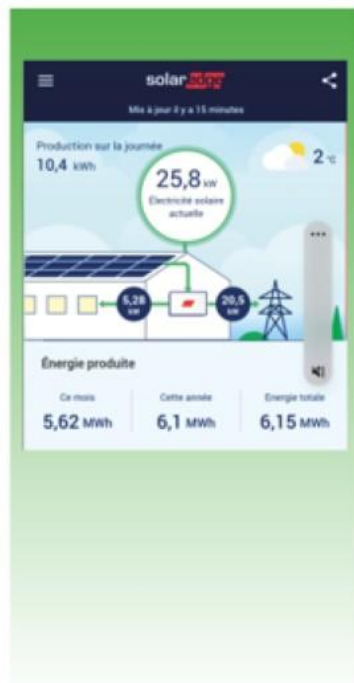 solaredge
Mis à jour il y a 15 minutes
Production sur la journée
10,4 kWh
2 °C
25,8 kW
Électricité solaire
actuelle
5,28
kW
20,5
kW
Énergie produite
Ce mois
Cette année
Energie totale
5,62 MWh
6,1 MWh
6,15 MWh